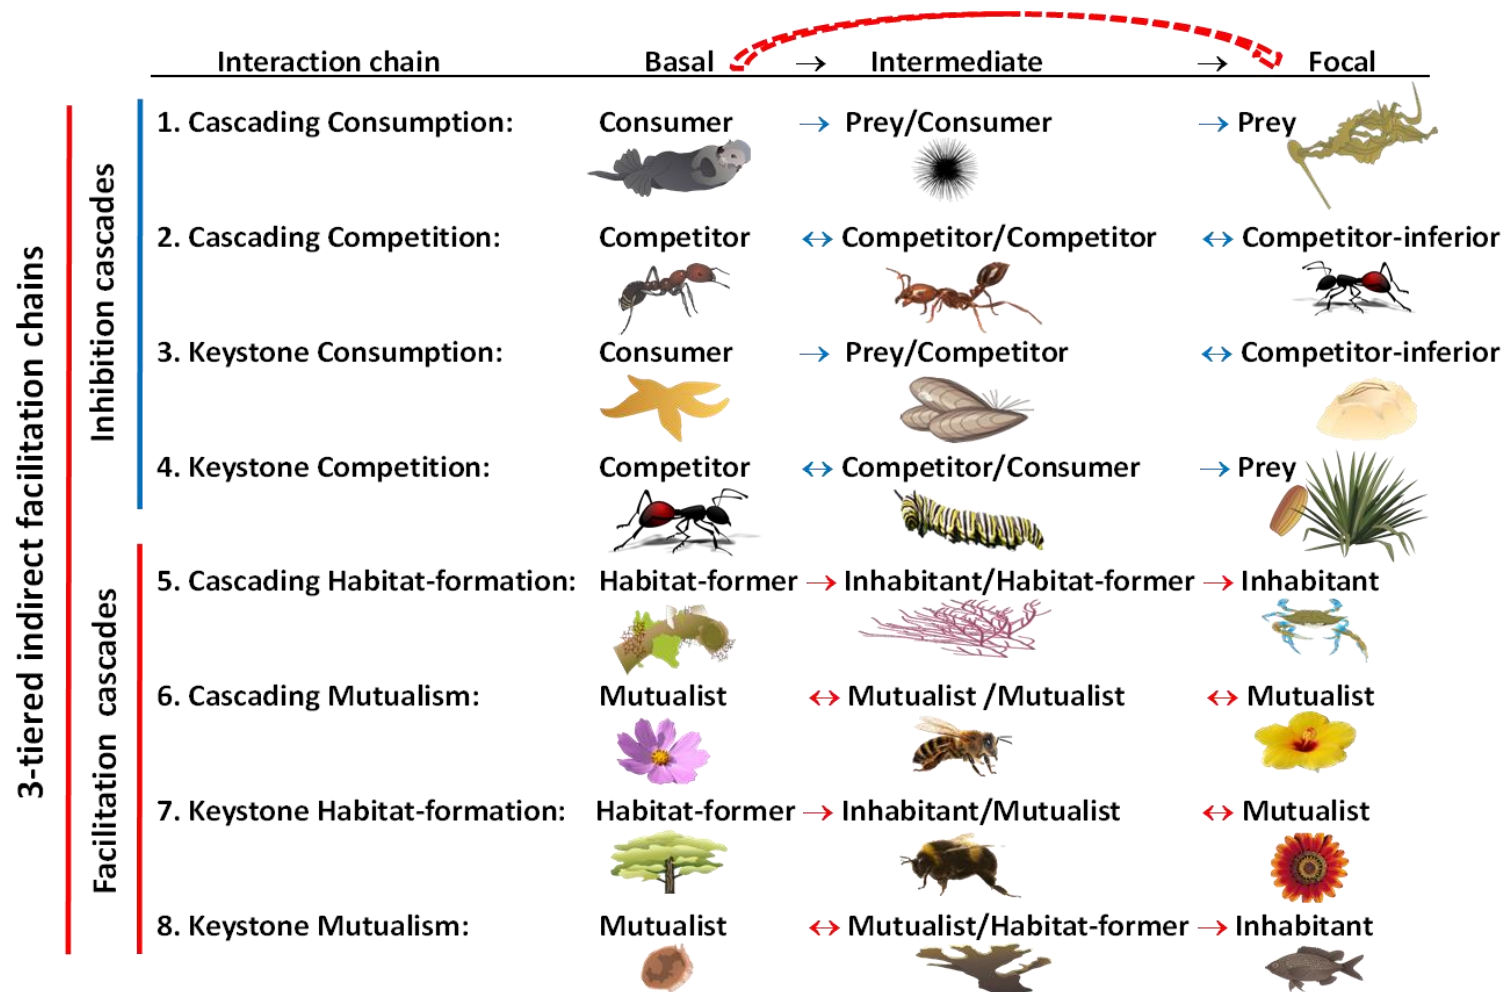 Interaction chain Basal → Intermediate → Focal
1. Cascading Consumption: Consumer → Prey/Consumer → Prey
2. Cascading Competition: Competitor ↔ Competitor/Competitor ↔ Competitor-inferior
3. Keystone Consumption: Consumer → Prey/Competitor ↔ Competitor-inferior
4. Keystone Competition: Competitor ↔ Competitor/Consumer → Prey
5. Cascading Habitat-formation: Habitat-former → Inhabitant/Habitat-former → Inhabitant
6. Cascading Mutualism: Mutualist ↔ Mutualist /Mutualist ↔ Mutualist
7. Keystone Habitat-formation: Habitat-former → Inhabitant/Mutualist ↔ Mutualist
8. Keystone Mutualism: Mutualist ↔ Mutualist/Habitat-former → Inhabitant
3-tiered indirect facilitation chains
Inhibition cascades
Facilitation cascades